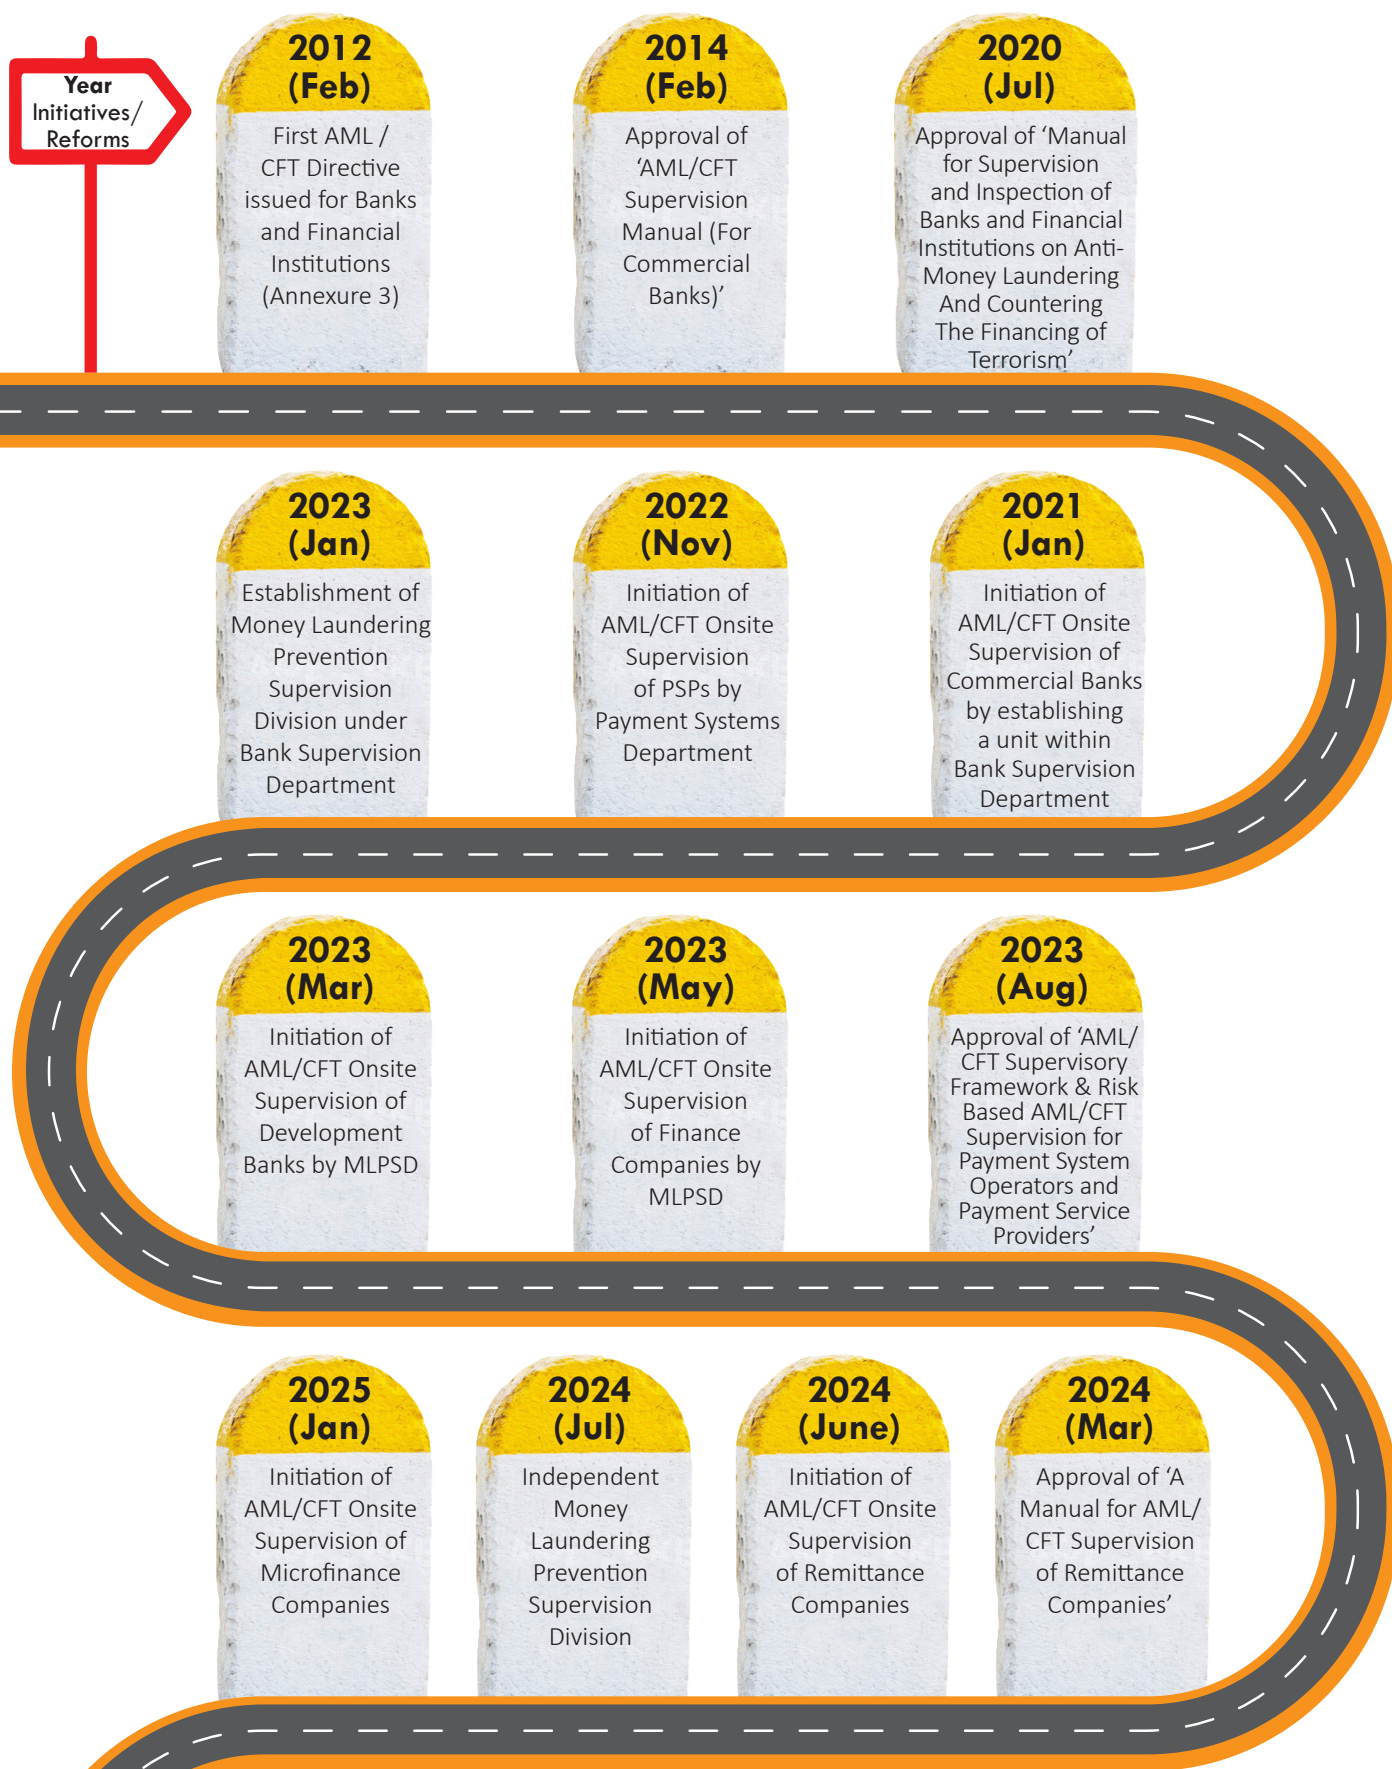 Year
Initiatives/
Reforms
2012
(Feb)
First AML /
CFT Directive
issued for Banks
and Financial
Institutions
(Annexure 3)
2014
(Feb)
Approval of
‘AML/CFT
Supervision
Manual (For
Commercial
Banks)’
2020
(Jul)
Approval of ‘Manual
for Supervision
and Inspection of
Banks and Financial
Institutions on Anti-
Money Laundering
And Countering
The Financing of
Terrorism’
2023
(Jan)
Establishment of
Money Laundering
Prevention
Supervision
Division under
Bank Supervision
Department
2022
(Nov)
Initiation of
AML/CFT Onsite
Supervision
of PSPs by
Payment Systems
Department
2021
(Jan)
Initiation of
AML/CFT Onsite
Supervision of
Commercial Banks
by establishing
a unit within
Bank Supervision
Department
2023
(Mar)
Initiation of
AML/CFT Onsite
Supervision of
Development
Banks by MLPSD
2023
(May)
Initiation of
AML/CFT Onsite
Supervision
of Finance
Companies by
MLPSD
2023
(Aug)
Approval of ‘AML/
CFT Supervisory
Framework & Risk
Based AML/CFT
Supervision for
Payment System
Operators and
Payment Service
Providers’
2025
(Jan)
Initiation of
AML/CFT Onsite
Supervision of
Microfinance
Companies
2024
(Jul)
Independent
Money
Laundering
Prevention
Supervision
Division
2024
(June)
Initiation of
AML/CFT Onsite
Supervision
of Remittance
Companies
2024
(Mar)
Approval of ‘A
Manual for AML/
CFT Supervision
of Remittance
Companies’